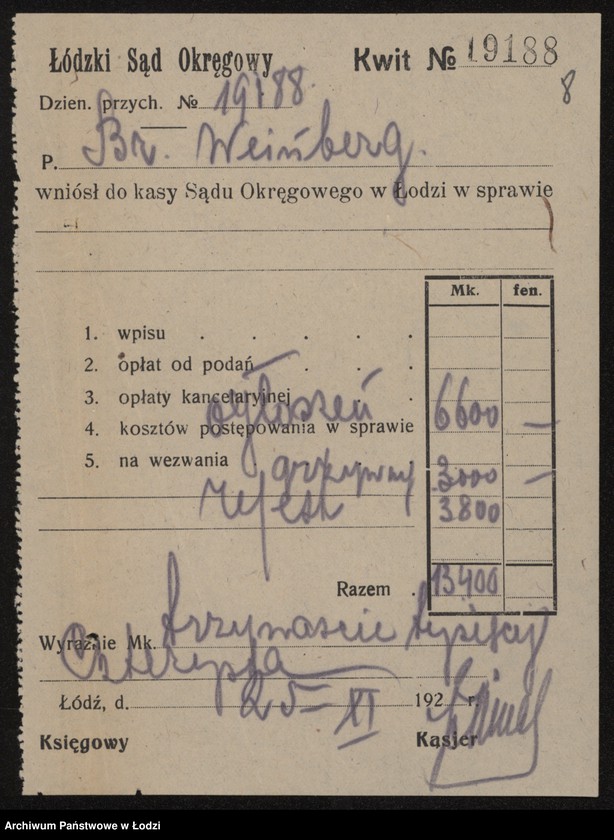 Łódzki Sąd Okręgowy Kwit № 19188
8
Dzien. przych. № 19188
P. Br. Weinberg.
wniósł do kasy Sądu Okręgowego w Łodzi w sprawie
Mk. fen.
1. wpisu . . . . .
2. opłat od podań . . .
3. opłaty kancelaryjnej . .
ogłoszeń 6600 —
4. kosztów postępowania w sprawie
5. na wezwania . .
grzywny 3000 —
rejest 3800
Razem . 13400
Wyraźnie Mk. trzynaście tysięcy
czterysta
Łódź, d. 25 XI 192 r.
Księgowy Kasjer
Archiwum Państwowe w Łodzi